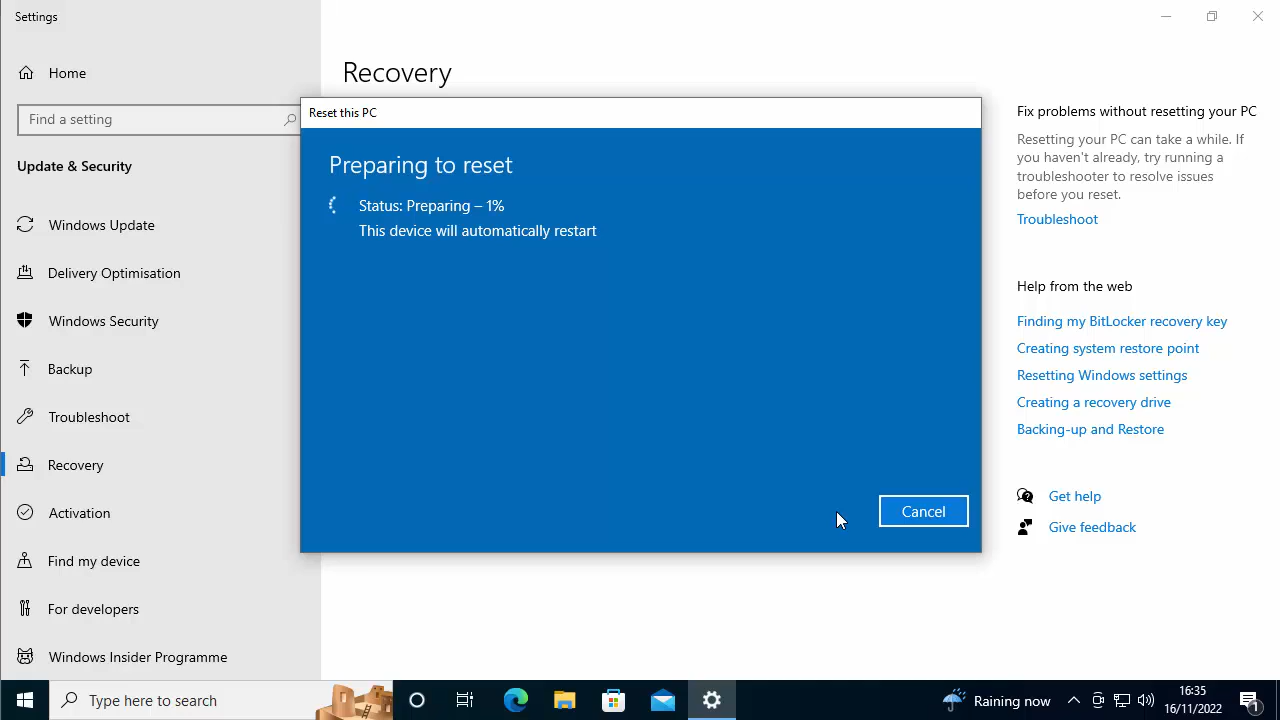 Settings
Home
Find a setting
Update & Security
Windows Update
Delivery Optimisation
Windows Security
Backup
Troubleshoot
Recovery
Activation
Find my device
For developers
Windows Insider Programme
Recovery
Reset this PC
Preparing to reset
Status: Preparing – 1%
This device will automatically restart
Cancel
Fix problems without resetting your PC
Resetting your PC can take a while. If
you haven't already, try running a
troubleshooter to resolve issues
before you reset.
Troubleshoot
Help from the web
Finding my BitLocker recovery key
Creating system restore point
Resetting Windows settings
Creating a recovery drive
Backing-up and Restore
Get help
Give feedback
Type here to search
Raining now
16:35
16/11/2022
1